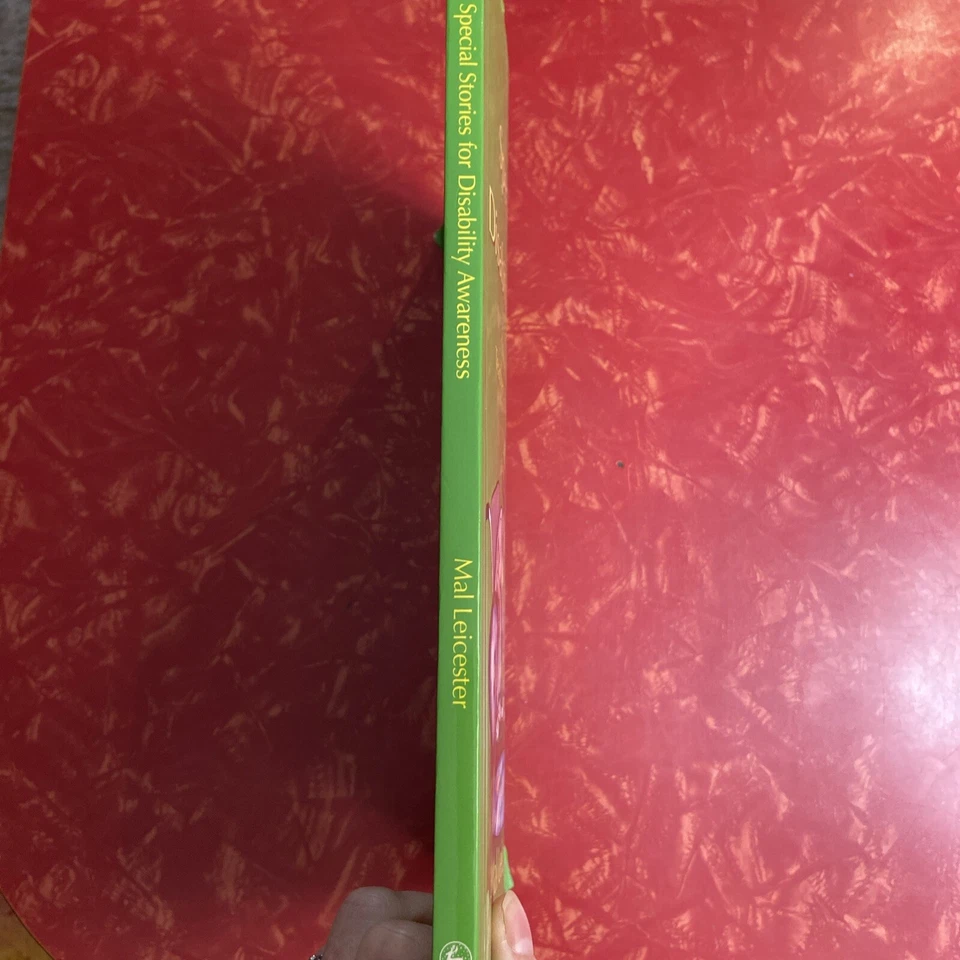 Special Stories for Disability Awareness
Mal Leicester